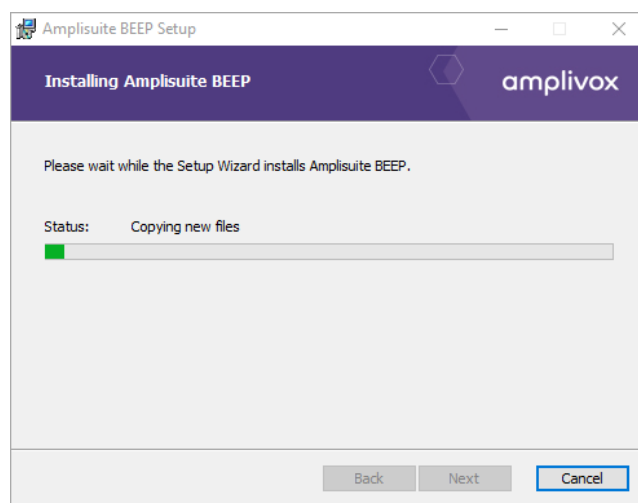 Amplisuite BEEP Setup
Installing Amplisuite BEEP
amplivox
Please wait while the Setup Wizard installs Amplisuite BEEP.
Status: Copying new files
Back Next Cancel